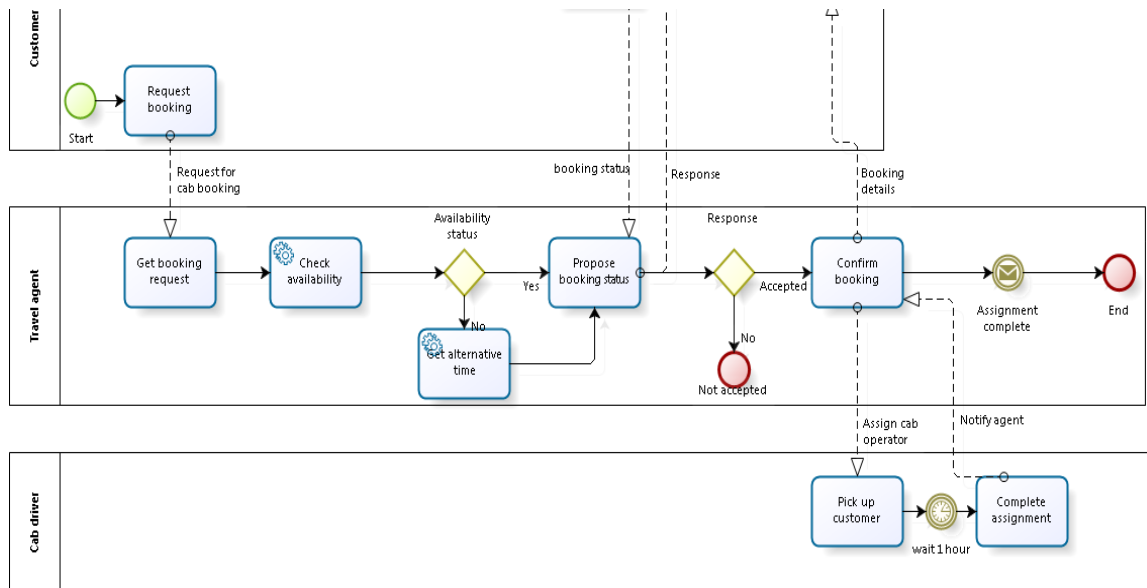 Customer
Request
booking
Start
Request for
cab booking
booking status
Response
Booking
details
Travel agent
Get booking
request
Check
availability
Availability
status
Yes
No
Get alternative
time
Propose
booking status
Response
Accepted
No
Not accepted
Confirm
booking
Assignment
complete
End
Assign cab
operator
Notify agent
Cab driver
Pick up
customer
wait 1 hour
Complete
assignment